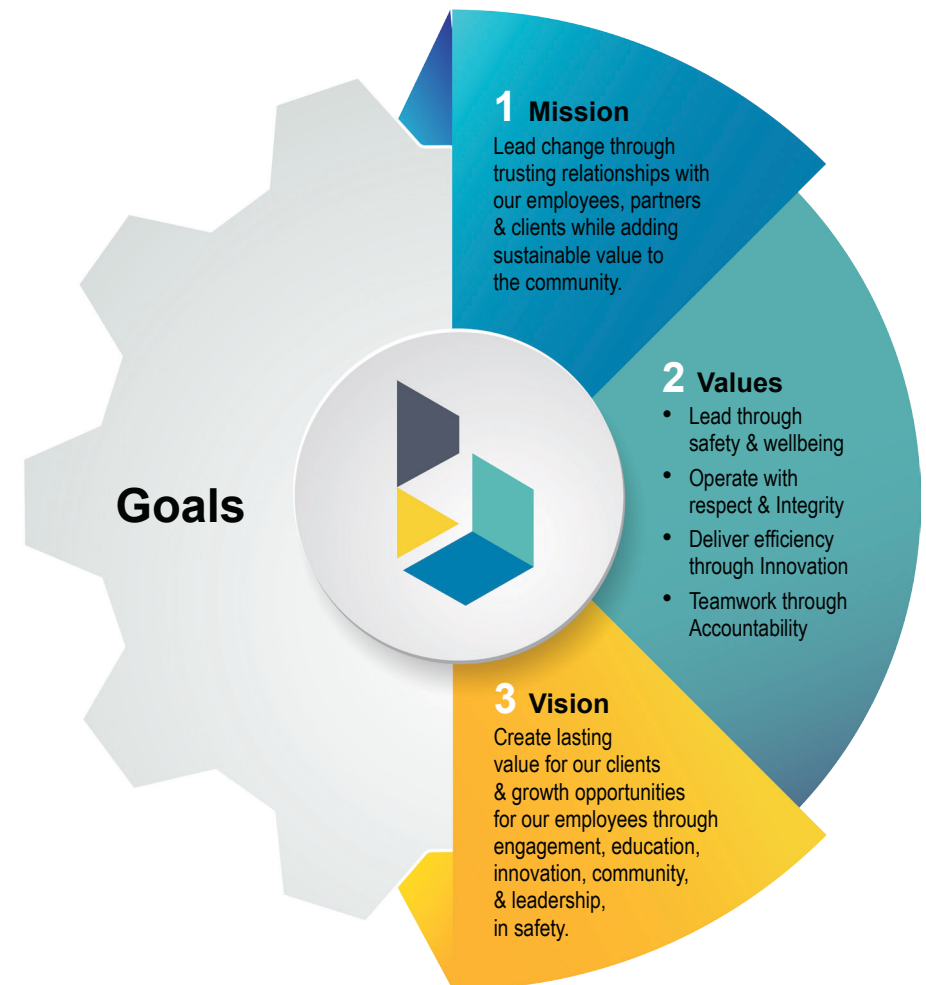 Goals
1 Mission
Lead change through
trusting relationships with
our employees, partners
& clients while adding
sustainable value to
the community.
2 Values
• Lead through
safety & wellbeing
• Operate with
respect & Integrity
• Deliver efficiency
through Innovation
• Teamwork through
Accountability
3 Vision
Create lasting
value for our clients
& growth opportunities
for our employees through
engagement, education,
innovation, community,
& leadership,
in safety.